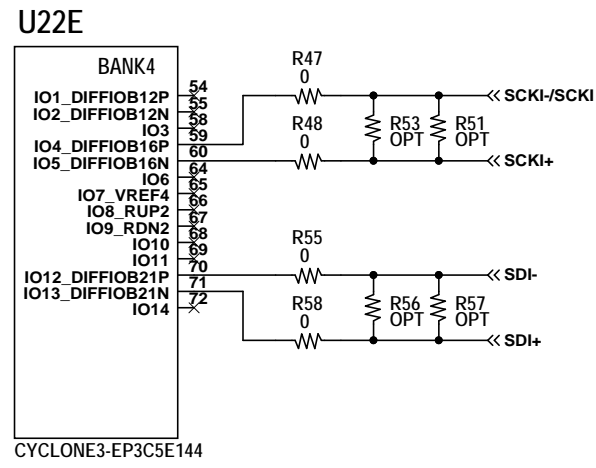 U22E
BANK4
IO1_DIFFIOB12P 54
IO2_DIFFIOB12N 55
IO3 58
IO4_DIFFIOB16P 59
IO5_DIFFIOB16N 60
IO6 64
IO7_VREF4 65
IO8_RUP2 66
IO9_RDN2 67
IO10 68
IO11 69
IO12_DIFFIOB21P 70
IO13_DIFFIOB21N 71
IO14 72
CYCLONE3-EP3C5E144
R47
0
SCKI-/SCKI
R48
0
R53
OPT
R51
OPT
SCKI+
R55
0
SDI-
R58
0
R56
OPT
R57
OPT
SDI+